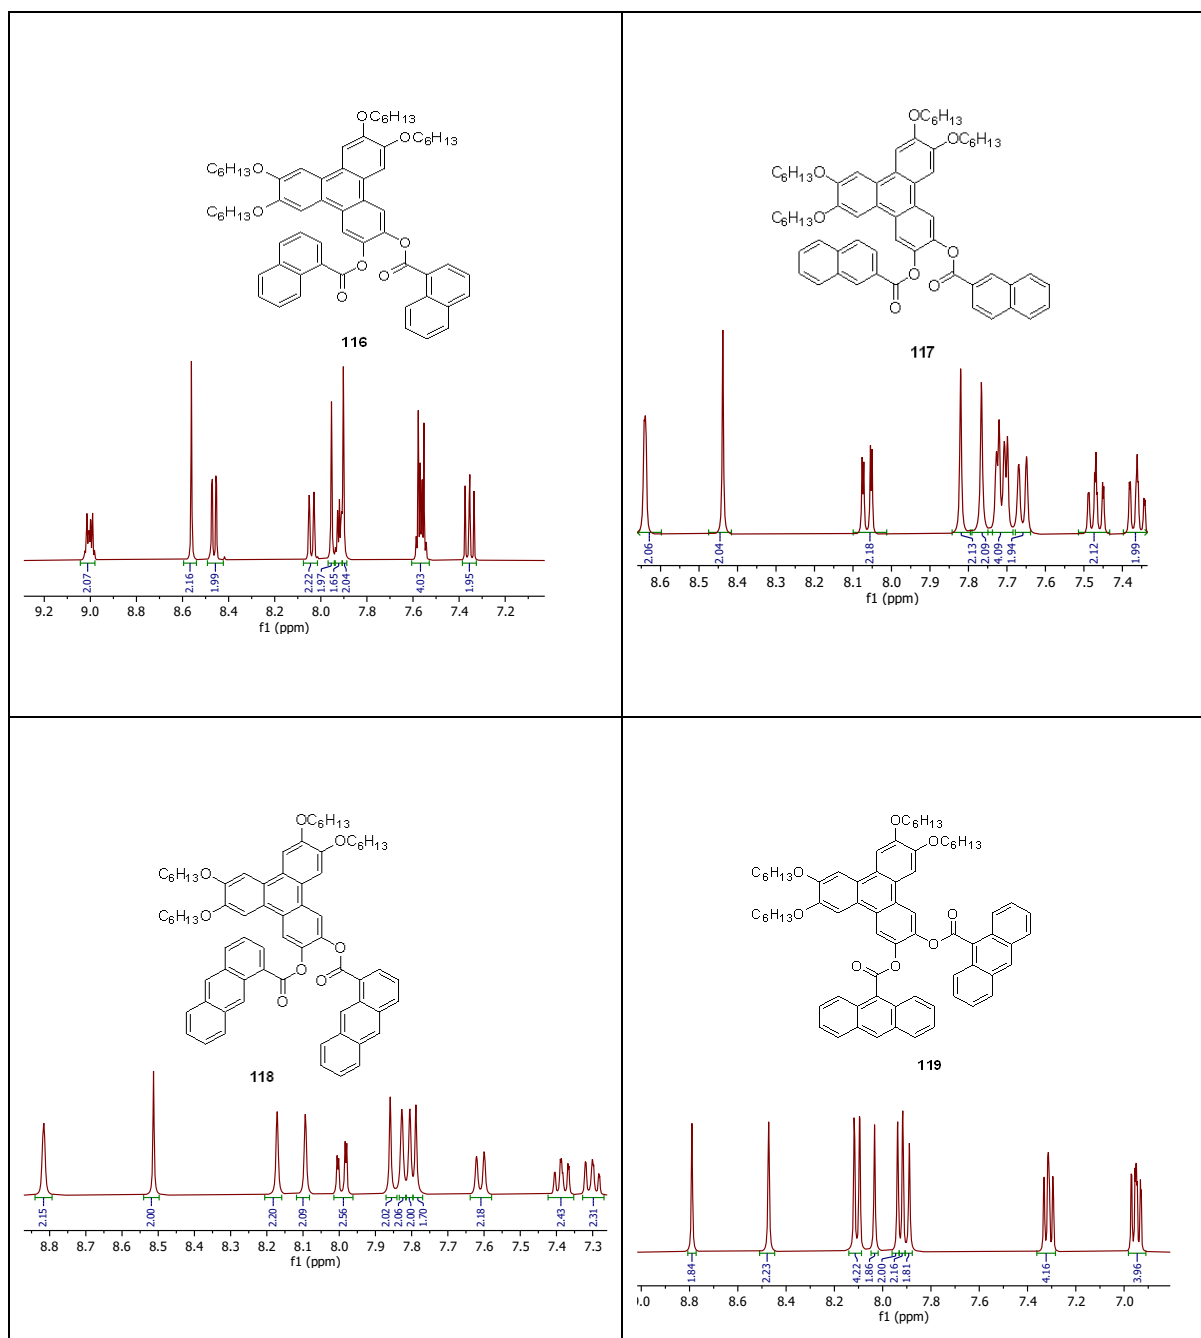 OC6H13
OC6H13
C6H13O
C6H13O
O
O
O
O
116
2.07
2.16
1.99
2.22
1.97
1.65
2.04
4.03
1.95
9.2 9.0 8.8 8.6 8.4 8.2 8.0 7.8 7.6 7.4 7.2
f1 (ppm)
OC6H13
OC6H13
C6H13O
C6H13O
O
O
O
O
117
2.06
2.04
2.18
2.13
2.09
4.09
1.94
2.12
1.99
8.6 8.5 8.4 8.3 8.2 8.1 8.0 7.9 7.8 7.7 7.6 7.5 7.4
f1 (ppm)
OC6H13
OC6H13
C6H13O
C6H13O
O
O
O
O
118
2.15
2.00
2.20
2.09
2.56
2.02
2.06
2.00
1.70
2.18
2.43
2.31
8.8 8.7 8.6 8.5 8.4 8.3 8.2 8.1 8.0 7.9 7.8 7.7 7.6 7.5 7.4 7.3
f1 (ppm)
OC6H13
OC6H13
C6H13O
C6H13O
O
O
O
O
119
1.84
2.23
4.22
1.86
2.00
2.16
1.81
4.16
3.96
).0 8.8 8.6 8.4 8.2 8.0 7.8 7.6 7.4 7.2 7.0
f1 (ppm)